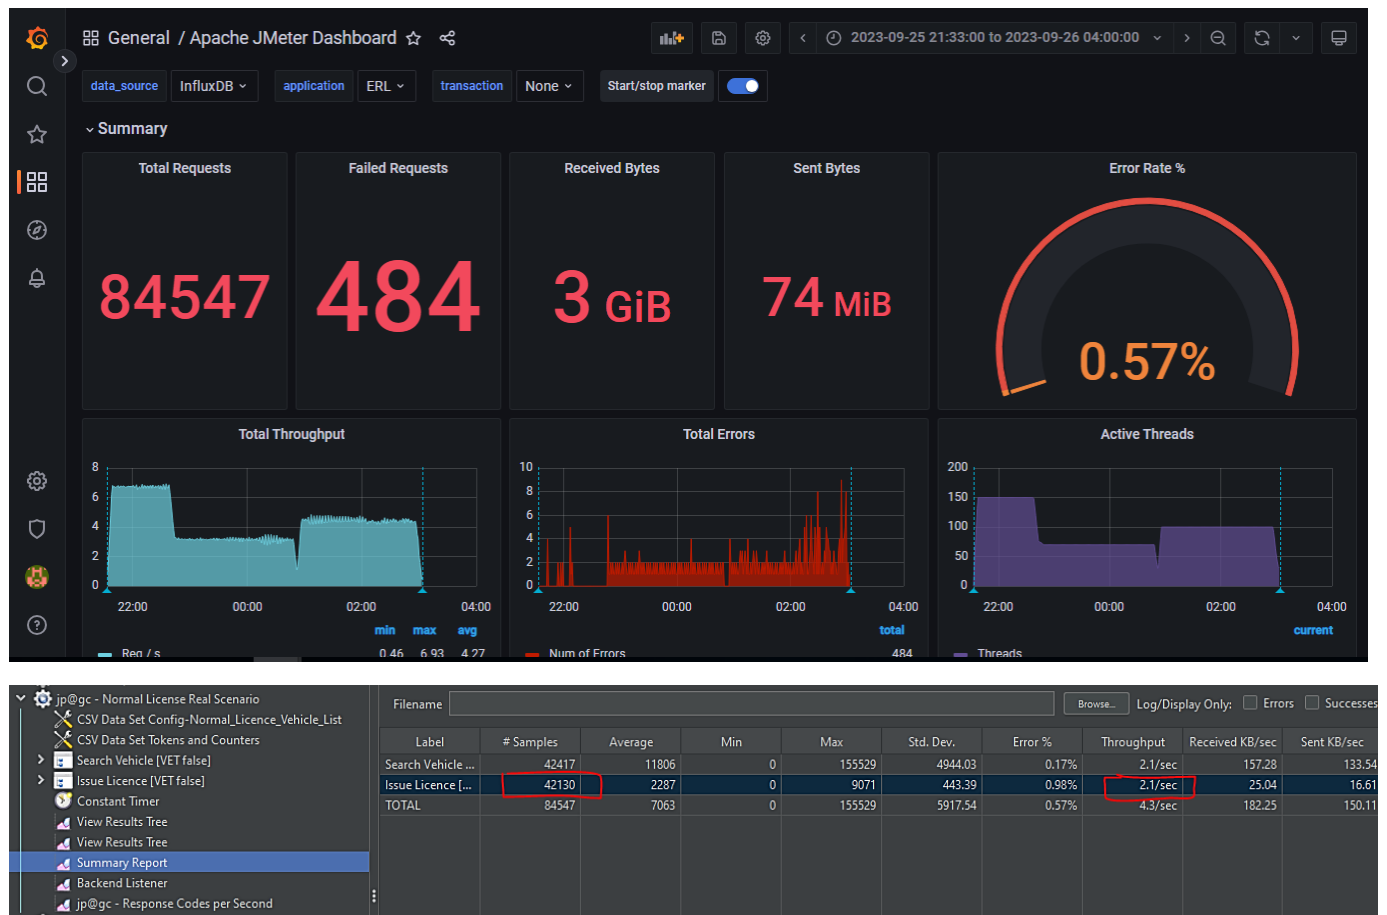 General / Apache JMeter Dashboard
2023-09-25 21:33:00 to 2023-09-26 04:00:00
data_source InfluxDB application ERL transaction None Start/stop marker
Summary
Total Requests Failed Requests Received Bytes Sent Bytes Error Rate %
84547 484 3 GiB 74 MiB 0.57%
Total Throughput
8
6
4
2
0
22:00 00:00 02:00 04:00
min max avg
Req / s 0.46 6.93 4.27
Total Errors
10
8
6
4
2
0
22:00 00:00 02:00 04:00
total
Num of Errors 484
Active Threads
200
150
100
50
0
22:00 00:00 02:00 04:00
current
Threads
jp@gc - Normal License Real Scenario
CSV Data Set Config-Normal_Licence_Vehicle_List
CSV Data Set Tokens and Counters
Search Vehicle [VET false]
Issue Licence [VET false]
Constant Timer
View Results Tree
View Results Tree
Summary Report
Backend Listener
jp@gc - Response Codes per Second
Filename Browse... Log/Display Only: Errors Successes
Label # Samples Average Min Max Std. Dev. Error % Throughput Received KB/sec Sent KB/sec
Search Vehicle ... 42417 11806 0 155529 4944.03 0.17% 2.1/sec 157.28 133.54
Issue Licence [... 42130 2287 0 9071 443.39 0.98% 2.1/sec 25.04 16.61
TOTAL 84547 7063 0 155529 5917.54 0.57% 4.3/sec 182.25 150.11